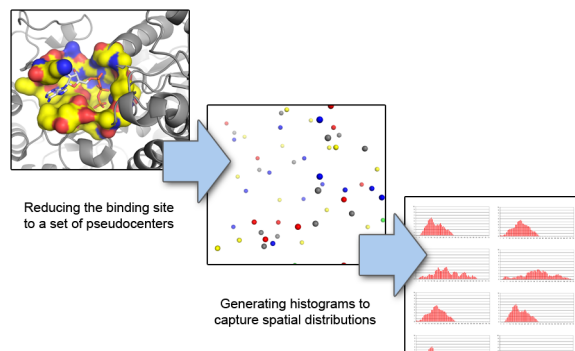 Reducing the binding site
to a set of pseudocenters
Generating histograms to
capture spatial distributions